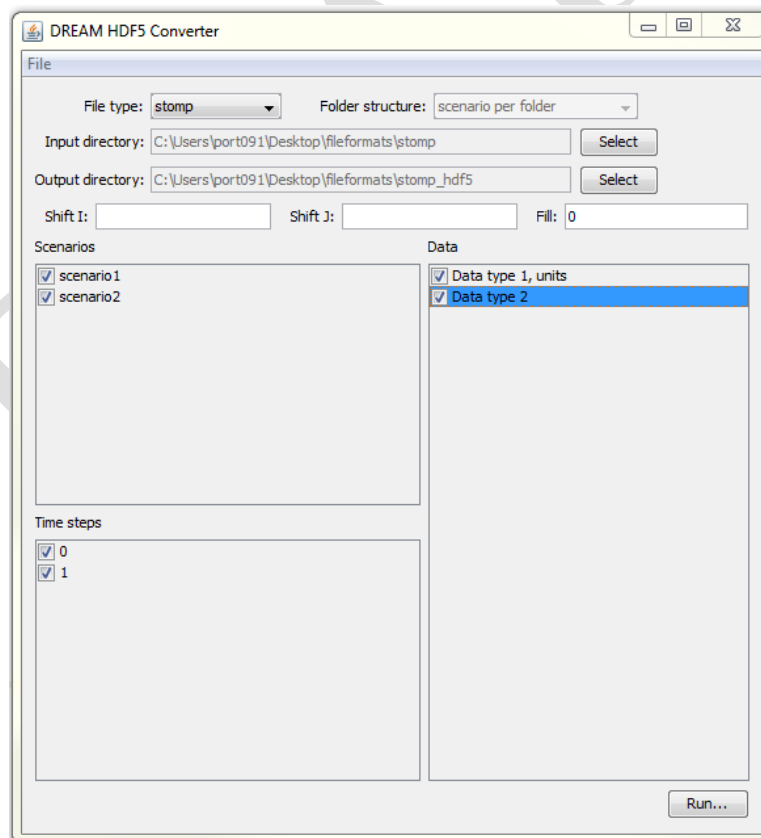 DREAM HDF5 Converter
File
File type: stomp Folder structure: scenario per folder
Input directory: C:\Users\port091\Desktop\fileformats\stomp Select
Output directory: C:\Users\port091\Desktop\fileformats\stomp_hdf5 Select
Shift I: Shift J: Fill: 0
Scenarios Data
scenario1 Data type 1, units
scenario2 Data type 2
Time steps
0
1
Run...